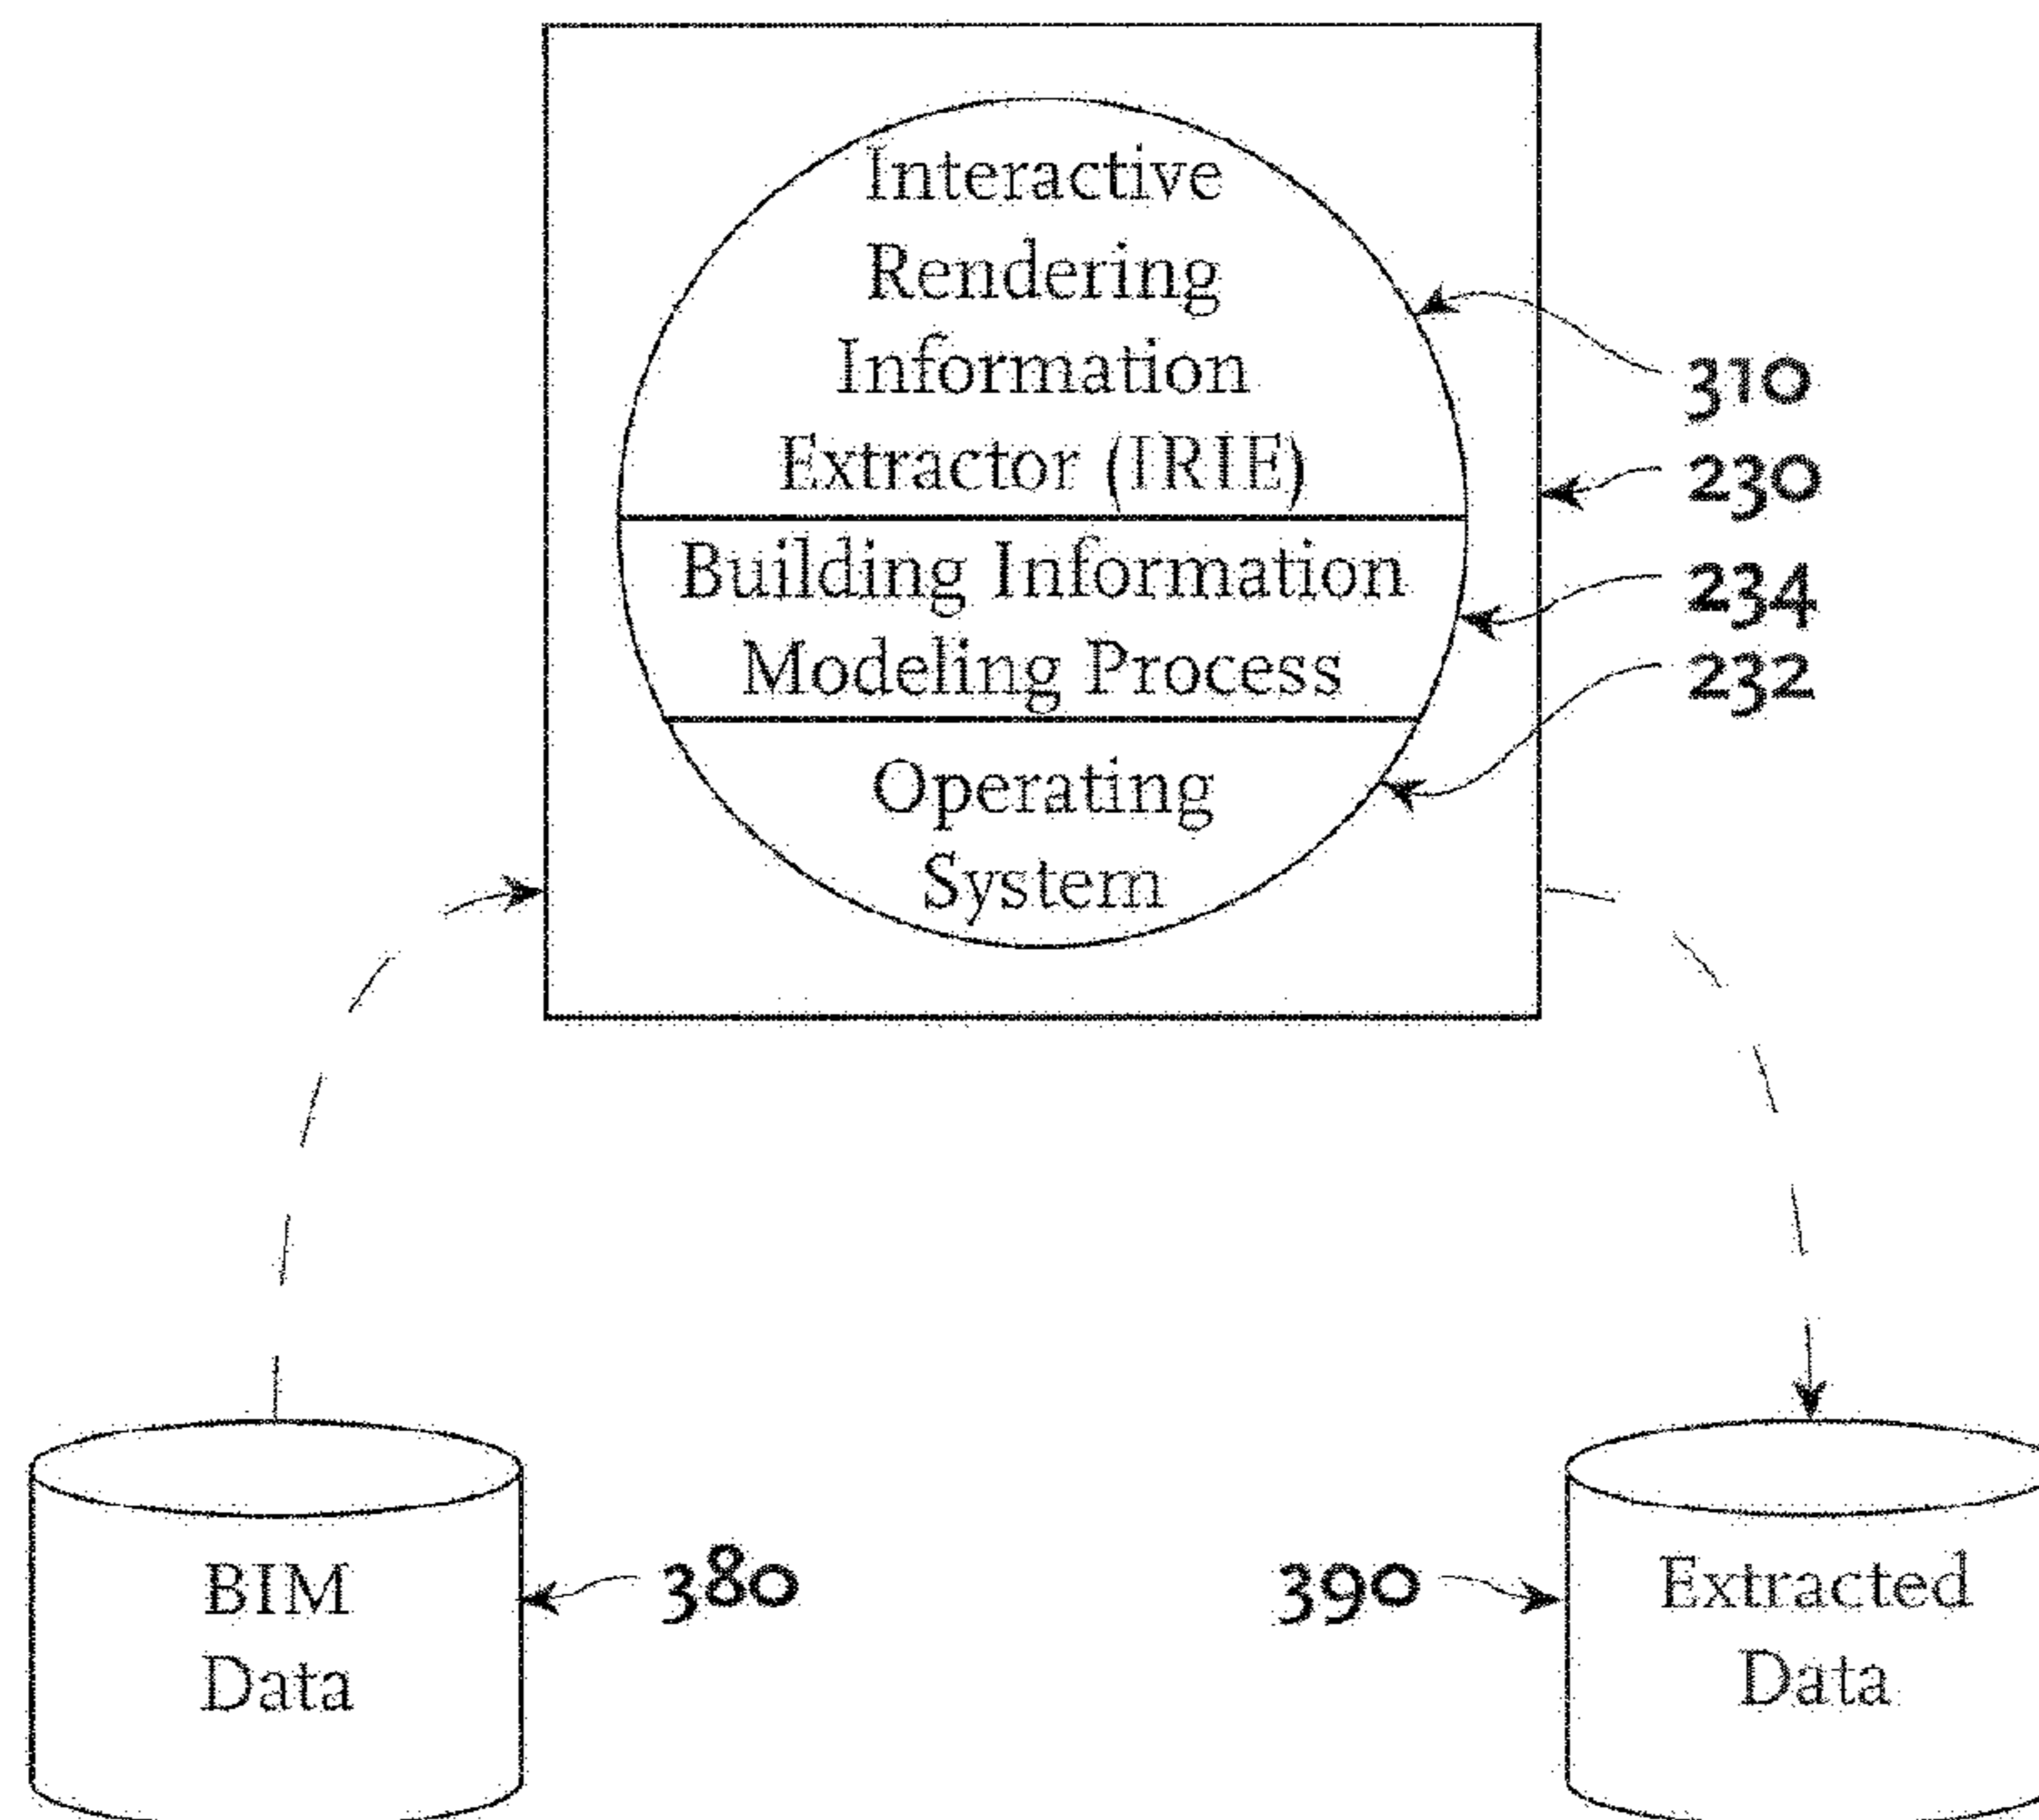 Interactive
Rendering
Information
Extractor (IRIE)
Building Information
Modeling Process
Operating
System
310
230
234
232
BIM
Data
380
390
Extracted
Data